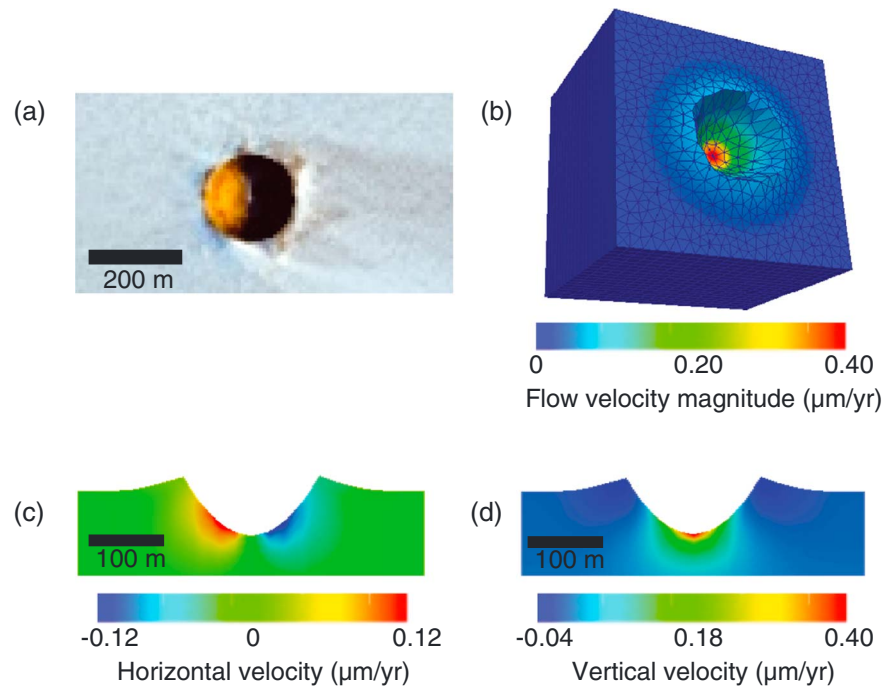 (a)
200 m
(b)
0 0.20 0.40
Flow velocity magnitude (μm/yr)
(c)
100 m
-0.12 0 0.12
Horizontal velocity (μm/yr)
(d)
100 m
-0.04 0.18 0.40
Vertical velocity (μm/yr)